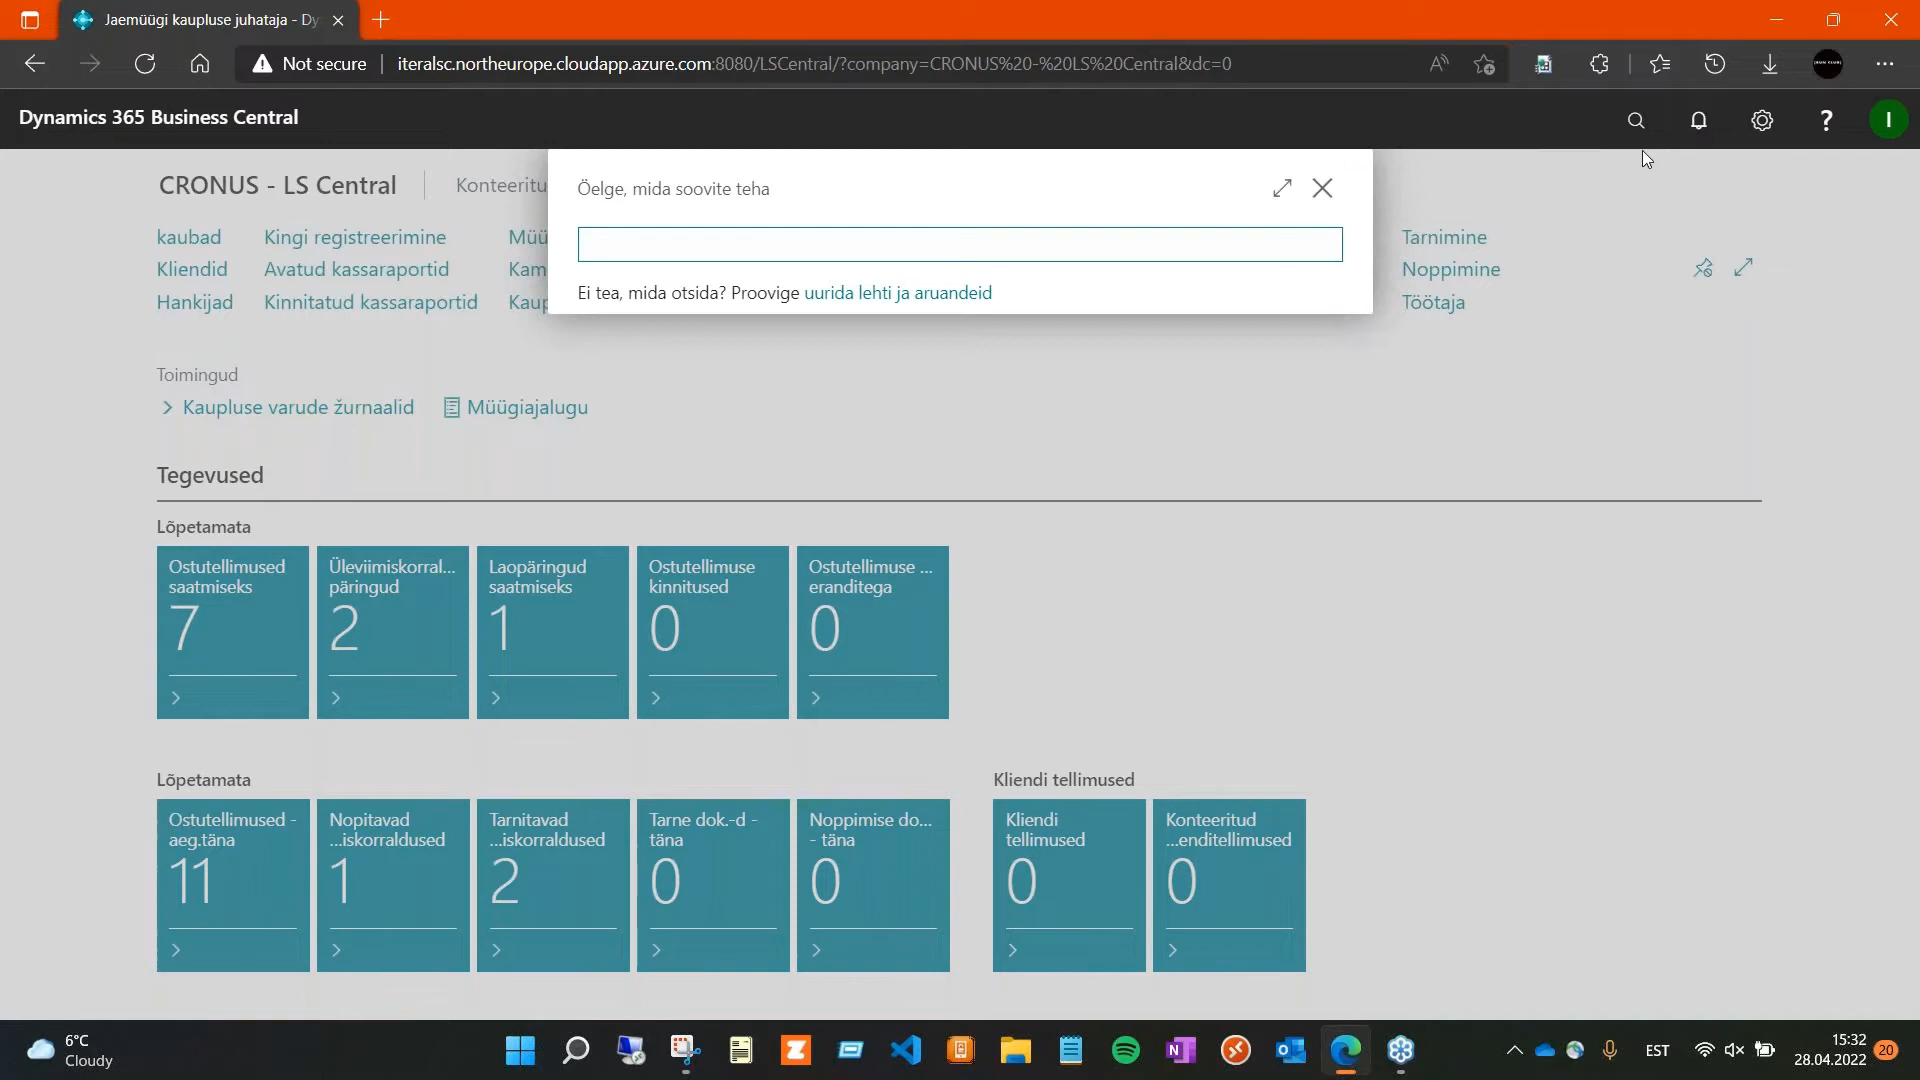 Jaemüügi kaupluse juhataja - Dy
Not secure
iteralsc.northeurope.cloudapp.azure.com:8080/LSCentral/?company=CRONUS%20-%20LS%20Central&dc=0
Dynamics 365 Business Central
?
I
CRONUS - LS Central
Konteeritu
Öelge, mida soovite teha
Ei tea, mida otsida? Proovige uurida lehti ja aruandeid
kaubad
Kingi registreerimine
Müü
Tarnimine
Kliendid
Avatud kassaraportid
Kam
Noppimine
Hankijad
Kinnitatud kassaraportid
Kaup
Töötaja
Toimingud
Kaupluse varude žurnaalid
Müügiajalugu
Tegevused
Lõpetamata
Ostutellimused
saatmiseks
7
Üleviimiskorral...
päringud
2
Laopäringud
saatmiseks
1
Ostutellimuse
kinnitused
0
Ostutellimuse ...
eranditega
0
Lõpetamata
Ostutellimused -
aeg.täna
11
Nopitavad
...iskorraldused
1
Tarnitavad
...iskorraldused
2
Tarne dok.-d -
täna
0
Noppimise do...
- täna
0
Kliendi tellimused
Kliendi
tellimused
0
Konteeritud
...enditellimused
0
6°C
Cloudy
EST
15:32
28.04.2022
20